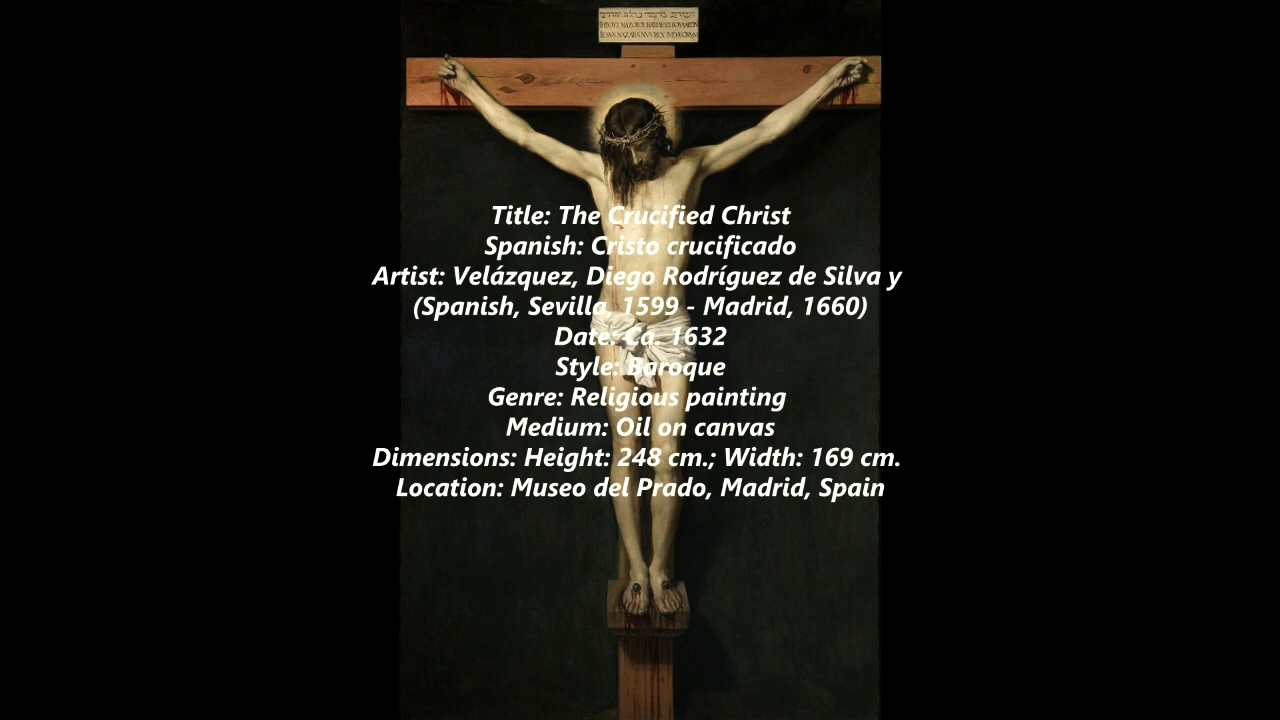 Title: The Crucified Christ
Spanish: Cristo crucificado
Artist: Velázquez, Diego Rodríguez de Silva y
(Spanish, Sevilla, 1599 - Madrid, 1660)
Date: Ca. 1632
Style: Baroque
Genre: Religious painting
Medium: Oil on canvas
Dimensions: Height: 248 cm.; Width: 169 cm.
Location: Museo del Prado, Madrid, Spain